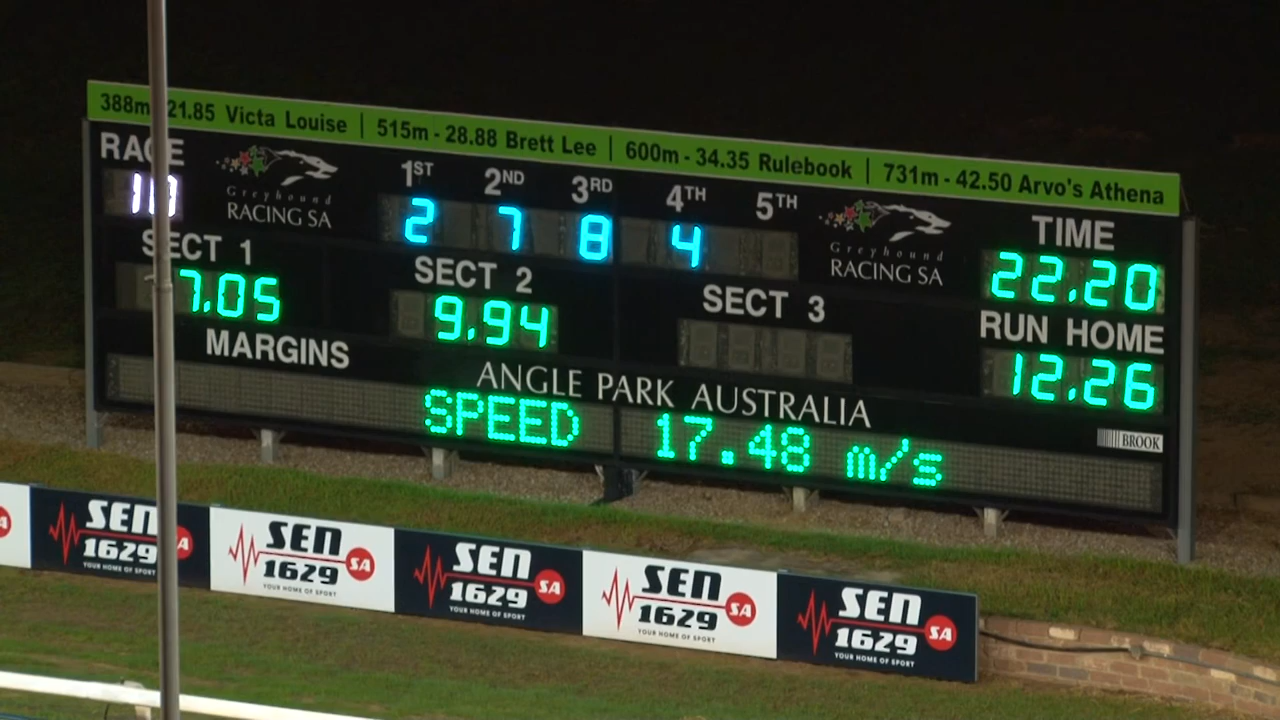 388m 21.85 Victa Louise | 515m - 28.88 Brett Lee | 600m - 34.35 Rulebook | 731m - 42.50 Arvo's Athena
RACE
10
Greyhound
RACING SA
1ST 2ND 3RD 4TH 5TH
2 7 8 4
Greyhound
RACING SA
TIME
22.20
SECT 1
7.05
SECT 2
9.94
SECT 3
RUN HOME
12.26
MARGINS
ANGLE PARK AUSTRALIA
SPEED 17.48 m/s
BROOK
A
SEN
1629
A
YOUR HOME OF SPORT
SEN
1629
SA
YOUR HOME OF SPORT
SEN
1629
SA
YOUR HOME OF SPORT
SEN
1629
SA
YOUR HOME OF SPORT
SEN
1629
SA
YOUR HOME OF SPORT